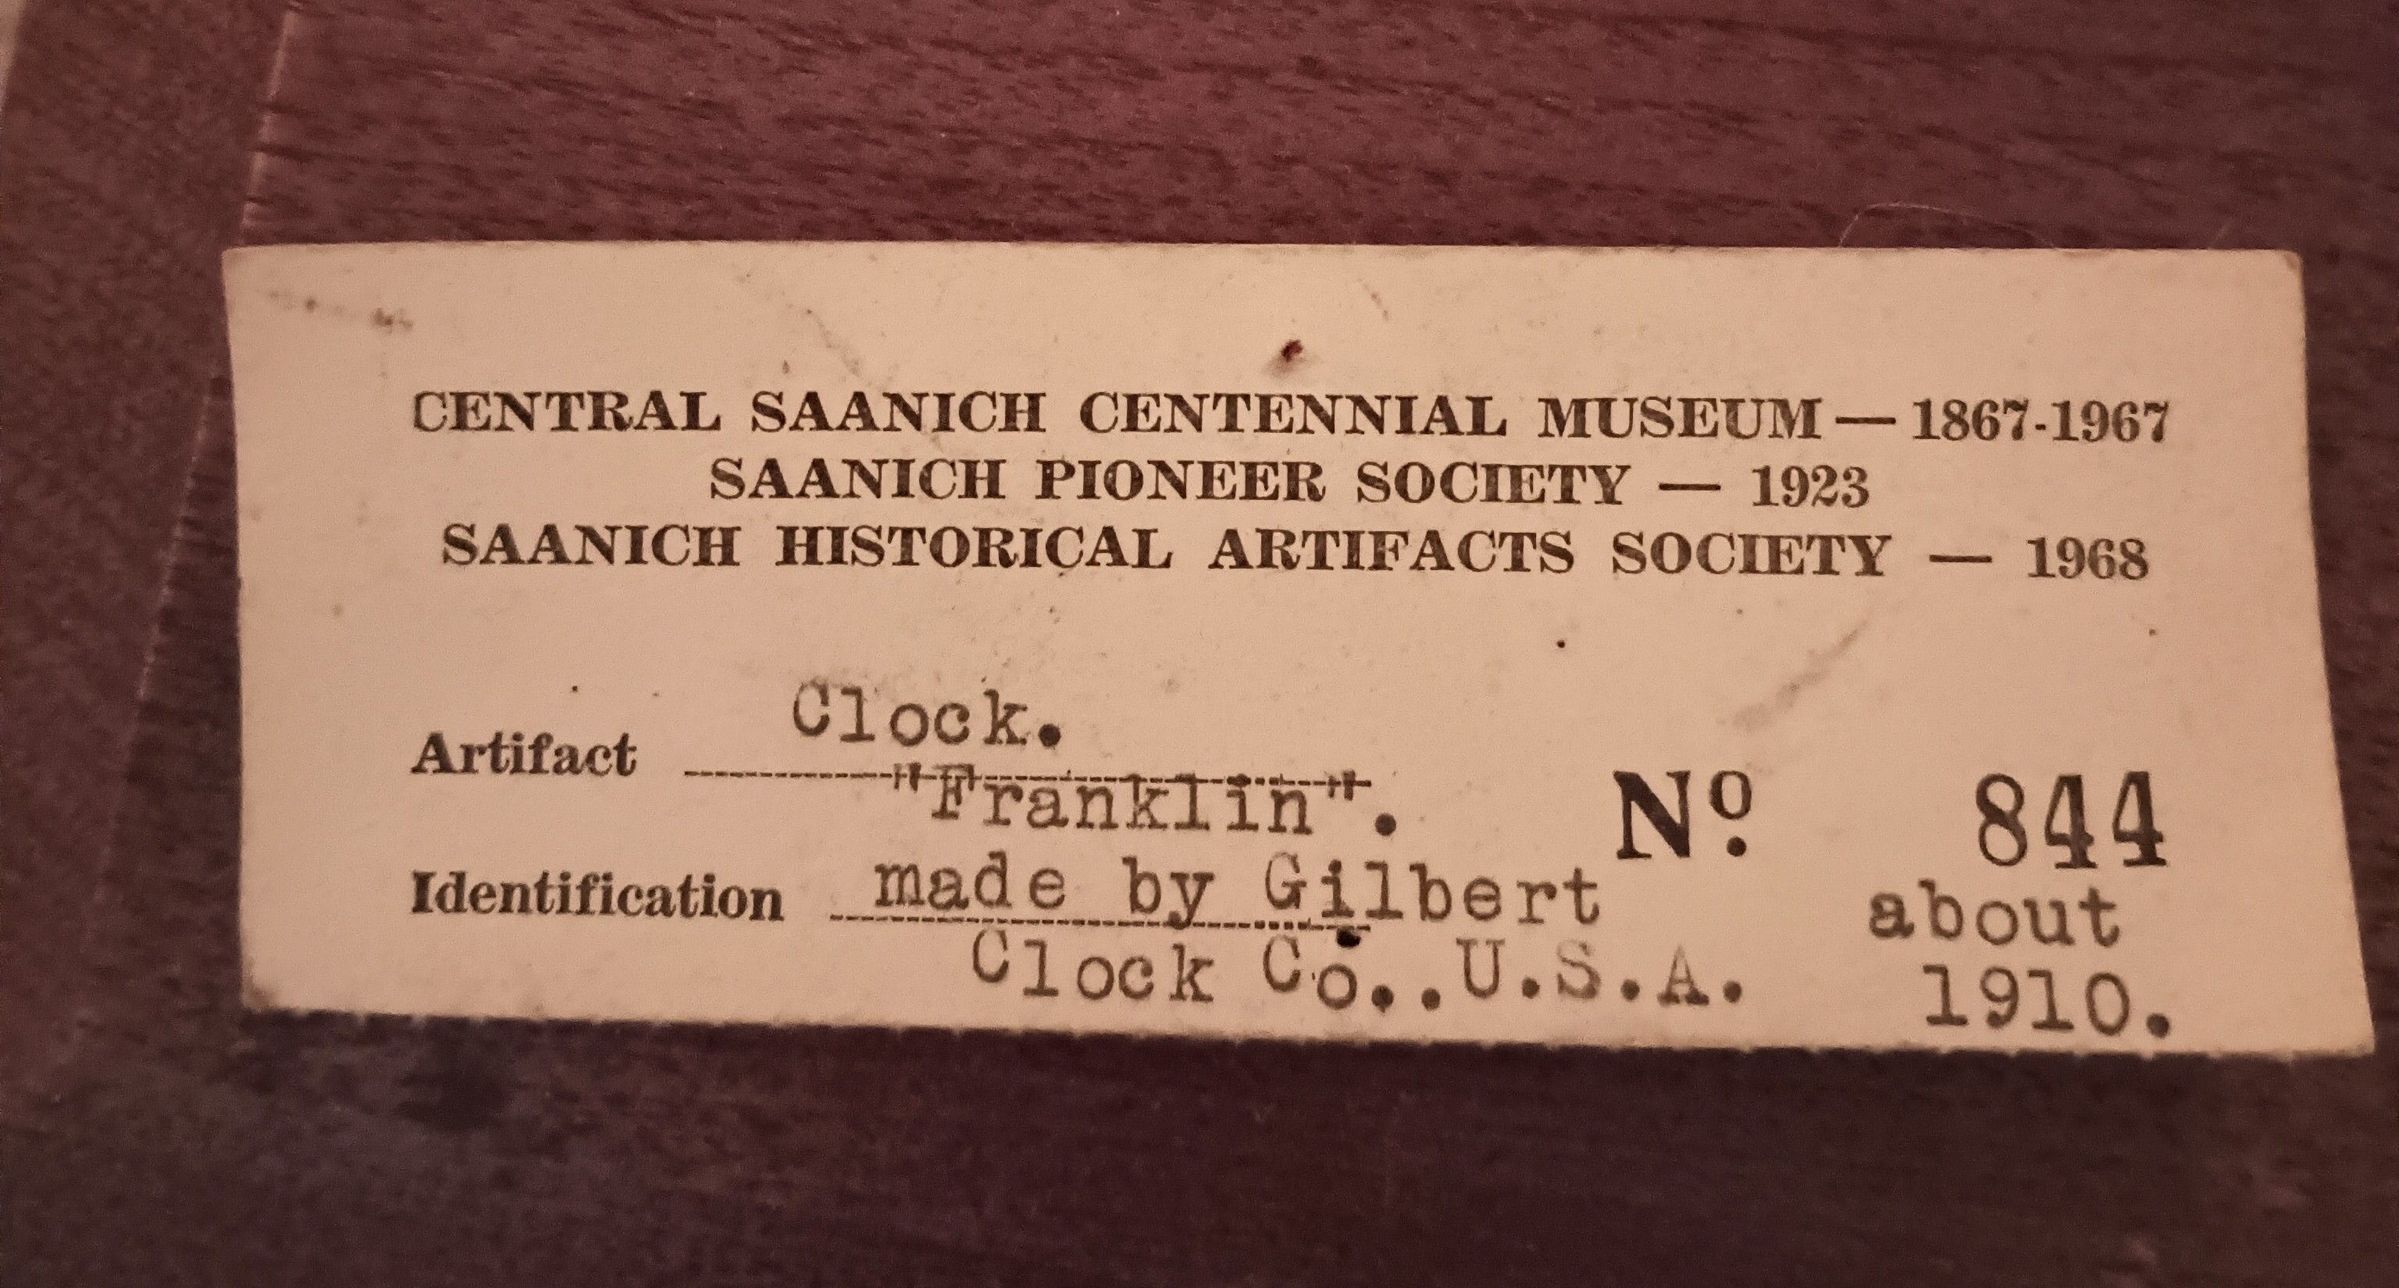 CENTRAL SAANICH CENTENNIAL MUSEUM — 1867-1967
SAANICH PIONEER SOCIETY — 1923
SAANICH HISTORICAL ARTIFACTS SOCIETY — 1968
Artifact Clock.
"Franklin". Nº 844
Identification made by Gilbert about
Clock Co..U.S.A. 1910.